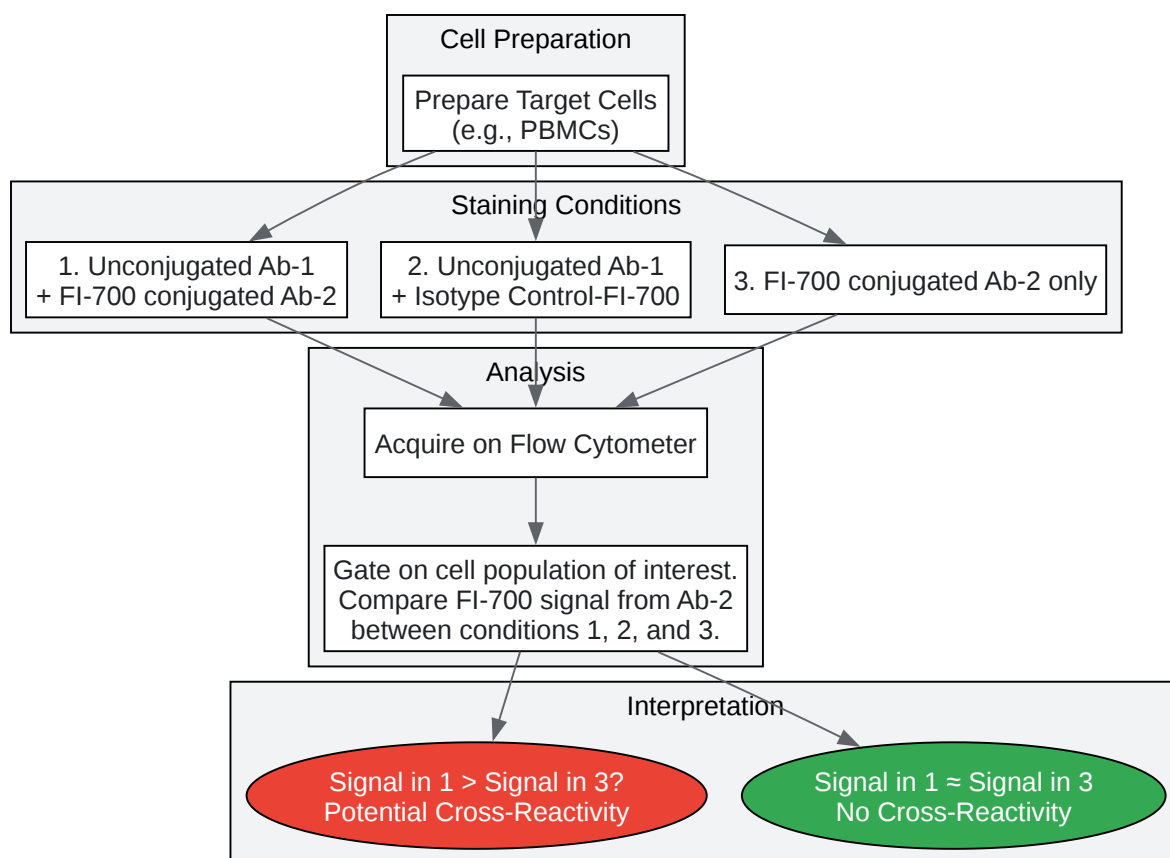 Cell Preparation
Prepare Target Cells
(e.g., PBMCs)
Staining Conditions
1. Unconjugated Ab-1
+ FI-700 conjugated Ab-2
2. Unconjugated Ab-1
+ Isotype Control-FI-700
3. FI-700 conjugated Ab-2 only
Analysis
Acquire on Flow Cytometer
Gate on cell population of interest.
Compare FI-700 signal from Ab-2
between conditions 1, 2, and 3.
Interpretation
Signal in 1 > Signal in 3?
Potential Cross-Reactivity
Signal in 1 ≈ Signal in 3
No Cross-Reactivity